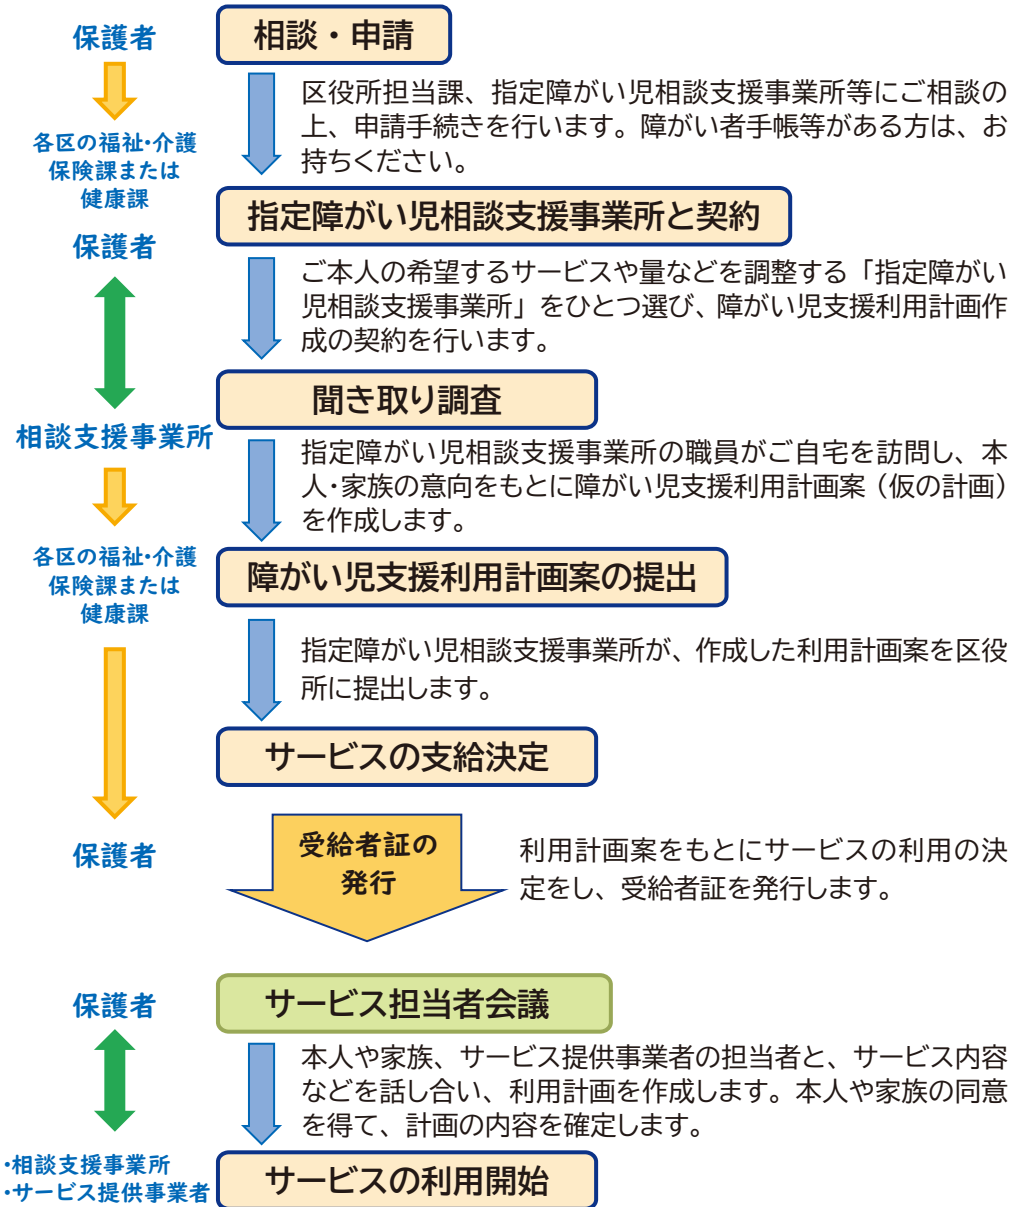 保護者
相談・申請
区役所担当課、指定障がい児相談支援事業所等にご相談の
上、申請手続きを行います。障がい者手帳等がある方は、お
持ちください。
各区の福祉・介護
保険課または
健康課
指定障がい児相談支援事業所と契約
保護者
ご本人の希望するサービスや量などを調整する「指定障がい
児相談支援事業所」をひとつ選び、障がい児支援利用計画作
成の契約を行います。
聞き取り調査
相談支援事業所
指定障がい児相談支援事業所の職員がご自宅を訪問し、本
人・家族の意向をもとに障がい児支援利用計画案（仮の計画）
を作成します。
各区の福祉・介護
保険課または
健康課
障がい児支援利用計画案の提出
指定障がい児相談支援事業所が、作成した利用計画案を区役
所に提出します。
サービスの支給決定
保護者
受給者証の
発行
利用計画案をもとにサービスの利用の決
定をし、受給者証を発行します。
保護者
サービス担当者会議
本人や家族、サービス提供事業者の担当者と、サービス内容
などを話し合い、利用計画を作成します。本人や家族の同意
を得て、計画の内容を確定します。
・相談支援事業所
・サービス提供事業者
サービスの利用開始